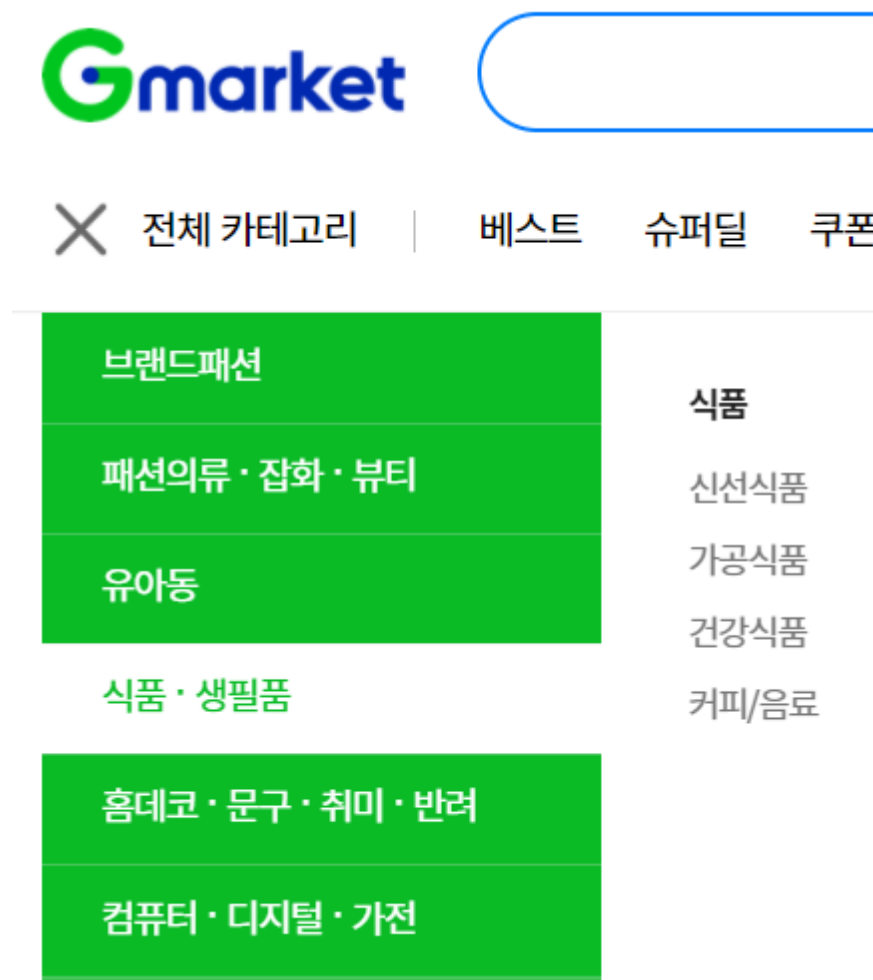 Gmarket
전체 카테고리 베스트 슈퍼딜 쿠폰
브랜드패션
패션의류 · 잡화 · 뷰티
유아동
식품 · 생필품
홈데코 · 문구 · 취미 · 반려
컴퓨터 · 디지털 · 가전
식품
신선식품
가공식품
건강식품
커피/음료